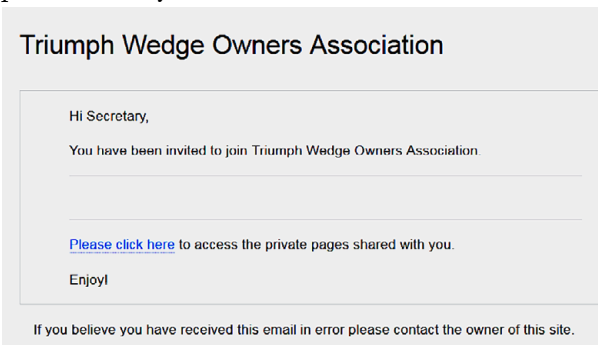 Triumph Wedge Owners Association
Hi Secretary,
You have been invited to join Triumph Wedge Owners Association.
Please click here to access the private pages shared with you.
Enjoy!
If you believe you have received this email in error please contact the owner of this site.